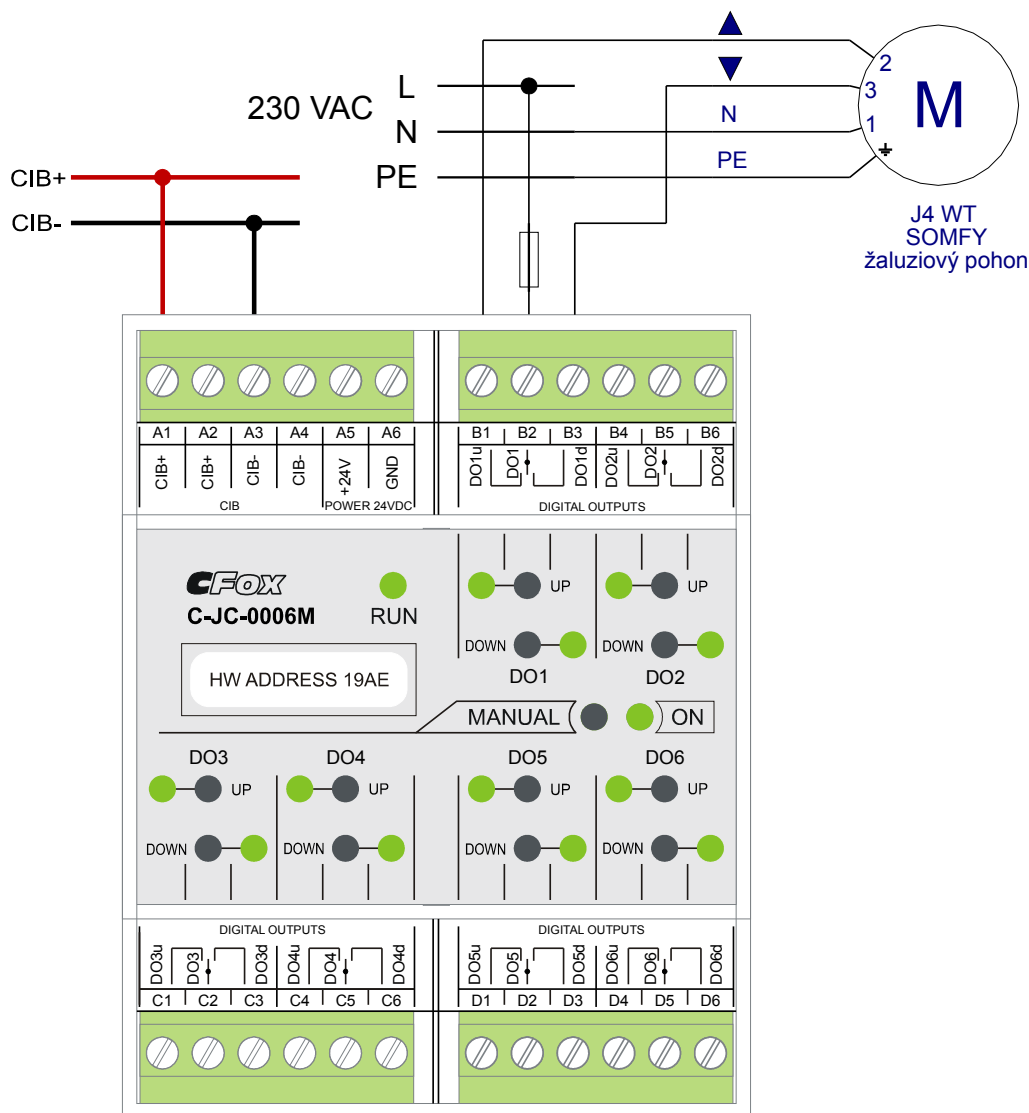 230 VAC
L
N
PE
CIB+
CIB-
N
PE
2
3
1
M
J4 WT
SOMFY
žaluziový pohon
A1 A2 A3 A4 A5 A6
CIB+ CIB+ CIB- CIB- +24V GND
CIB POWER 24VDC
B1 B2 B3 B4 B5 B6
DO1u DO1 DO1d DO2u DO2 DO2d
DIGITAL OUTPUTS
CFOX
C-JC-0006M
RUN
HW ADDRESS 19AE
UP UP
DOWN DOWN
DO1 DO2
MANUAL ON
DO3 DO4 DO5 DO6
UP UP UP UP
DOWN DOWN DOWN DOWN
DIGITAL OUTPUTS
DO3u DO3 DO3d DO4u DO4 DO4d
C1 C2 C3 C4 C5 C6
DIGITAL OUTPUTS
DO5u DO5 DO5d DO6u DO6 DO6d
D1 D2 D3 D4 D5 D6